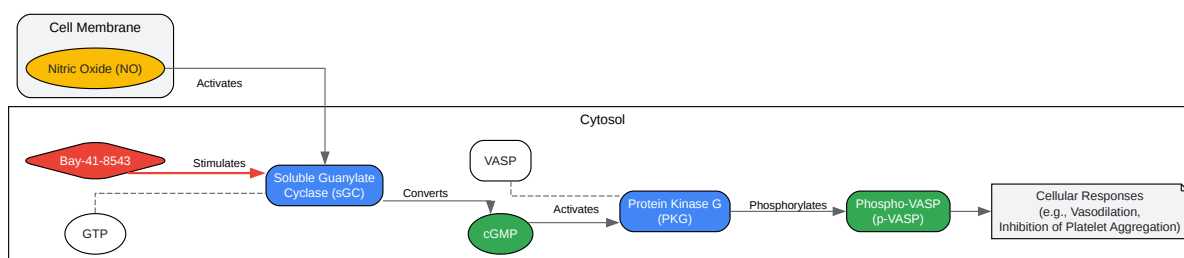 Cell Membrane
Nitric Oxide (NO)
Activates
Cytosol
Bay-41-8543
Stimulates
Soluble Guanylate
Cyclase (sGC)
GTP
Converts
VASP
cGMP
Activates
Protein Kinase G
(PKG)
Phosphorylates
Phospho-VASP
(p-VASP)
Cellular Responses
(e.g., Vasodilation,
Inhibition of Platelet Aggregation)